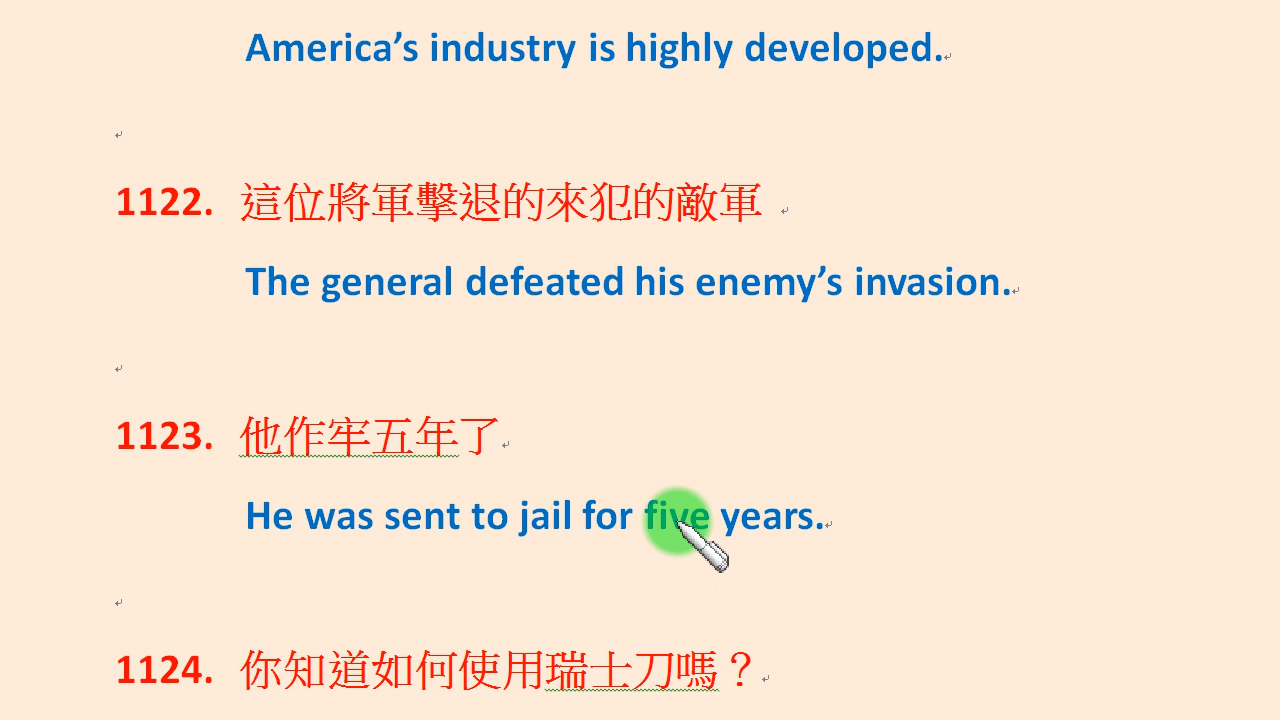 America’s industry is highly developed.
1122. 這位將軍擊退的來犯的敵軍
The general defeated his enemy’s invasion.
1123. 他作牢五年了
He was sent to jail for five years.
1124. 你知道如何使用瑞士刀嗎？